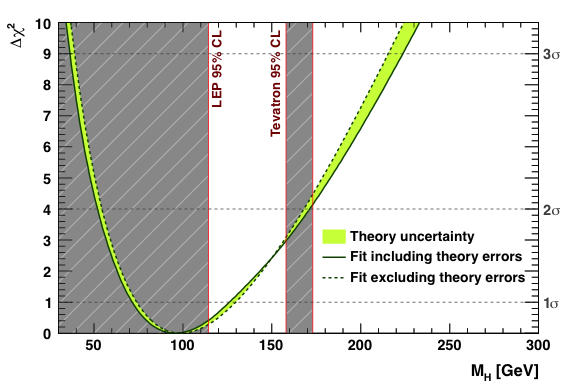 Δχ²
10
9
8
7
6
5
4
3
2
1
0
LEP 95% CL
Tevatron 95% CL
3σ
2σ
1σ
Theory uncertainty
Fit including theory errors
Fit excluding theory errors
50
100
150
200
250
300
M_H [GeV]